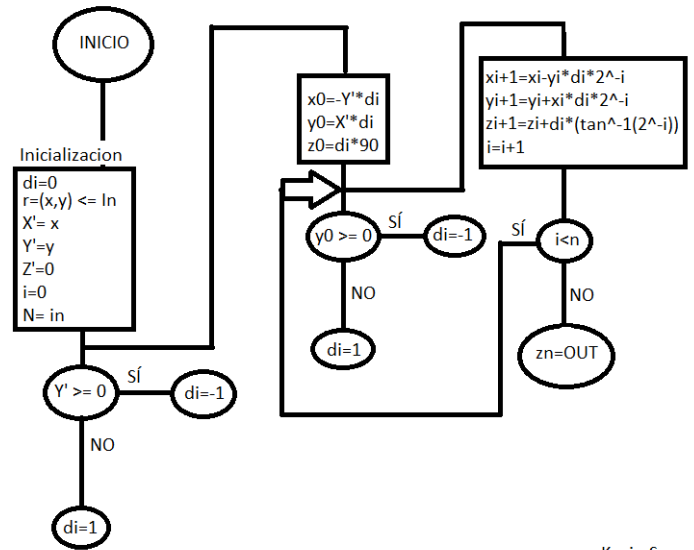 INICIO
Inicializacion
di=0
r=(x,y) <= In
X'= x
Y'=y
Z'=0
i=0
N= in
Y' >= 0
SÍ
di=-1
NO
di=1
x0=-Y'*di
y0=X'*di
z0=di*90
y0 >= 0
SÍ
di=-1
NO
di=1
xi+1=xi-yi*di*2^-i
yi+1=yi+xi*di*2^-i
zi+1=zi+di*(tan^-1(2^-i))
i=i+1
SÍ
i<n
NO
zn=OUT